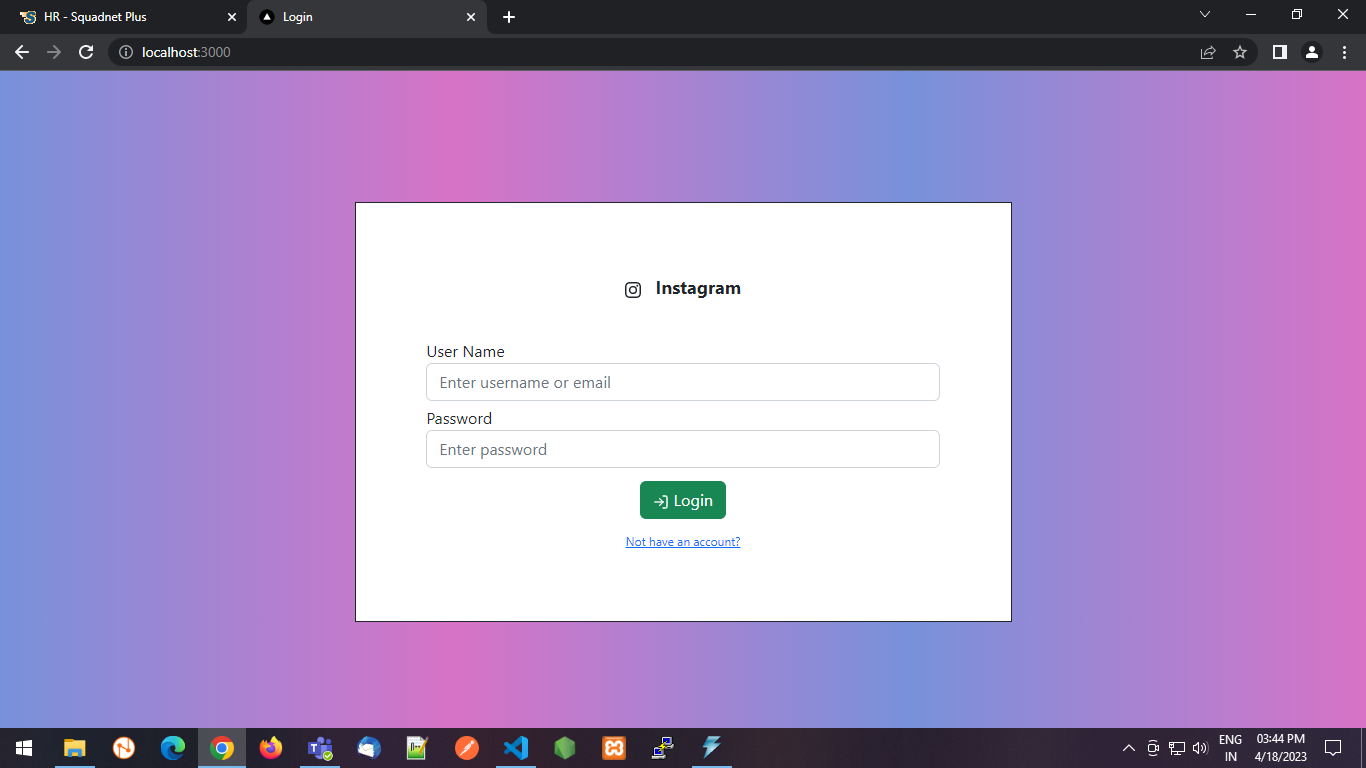 HR - Squadnet Plus
Login
localhost:3000
Instagram
User Name
Enter username or email
Password
Enter password
Login
Not have an account?
ENG
IN
03:44 PM
4/18/2023